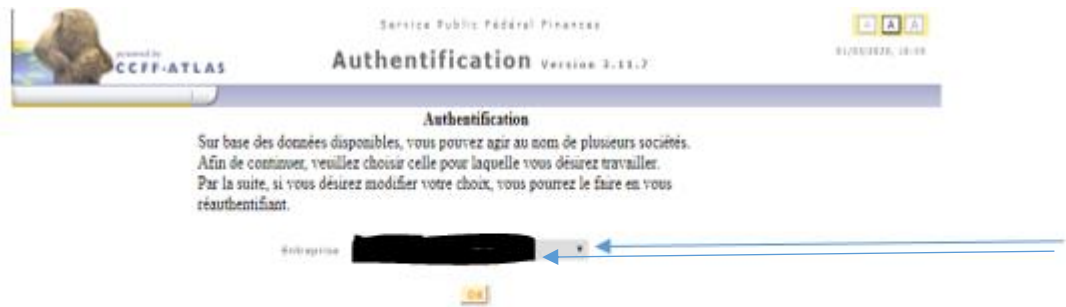 Service Public Fédéral Finances
A A A
powered by
CCFF-ATLAS
Authentification Version 3.11.7
Authentification
Sur base des données disponibles, vous pouvez agir au nom de plusieurs sociétés.
Afin de continuer, veuillez choisir celle pour laquelle vous désirez travailler.
Par la suite, si vous désirez modifier votre choix, vous pourrez le faire en vous
réauthentifiant.
Entreprise
OK